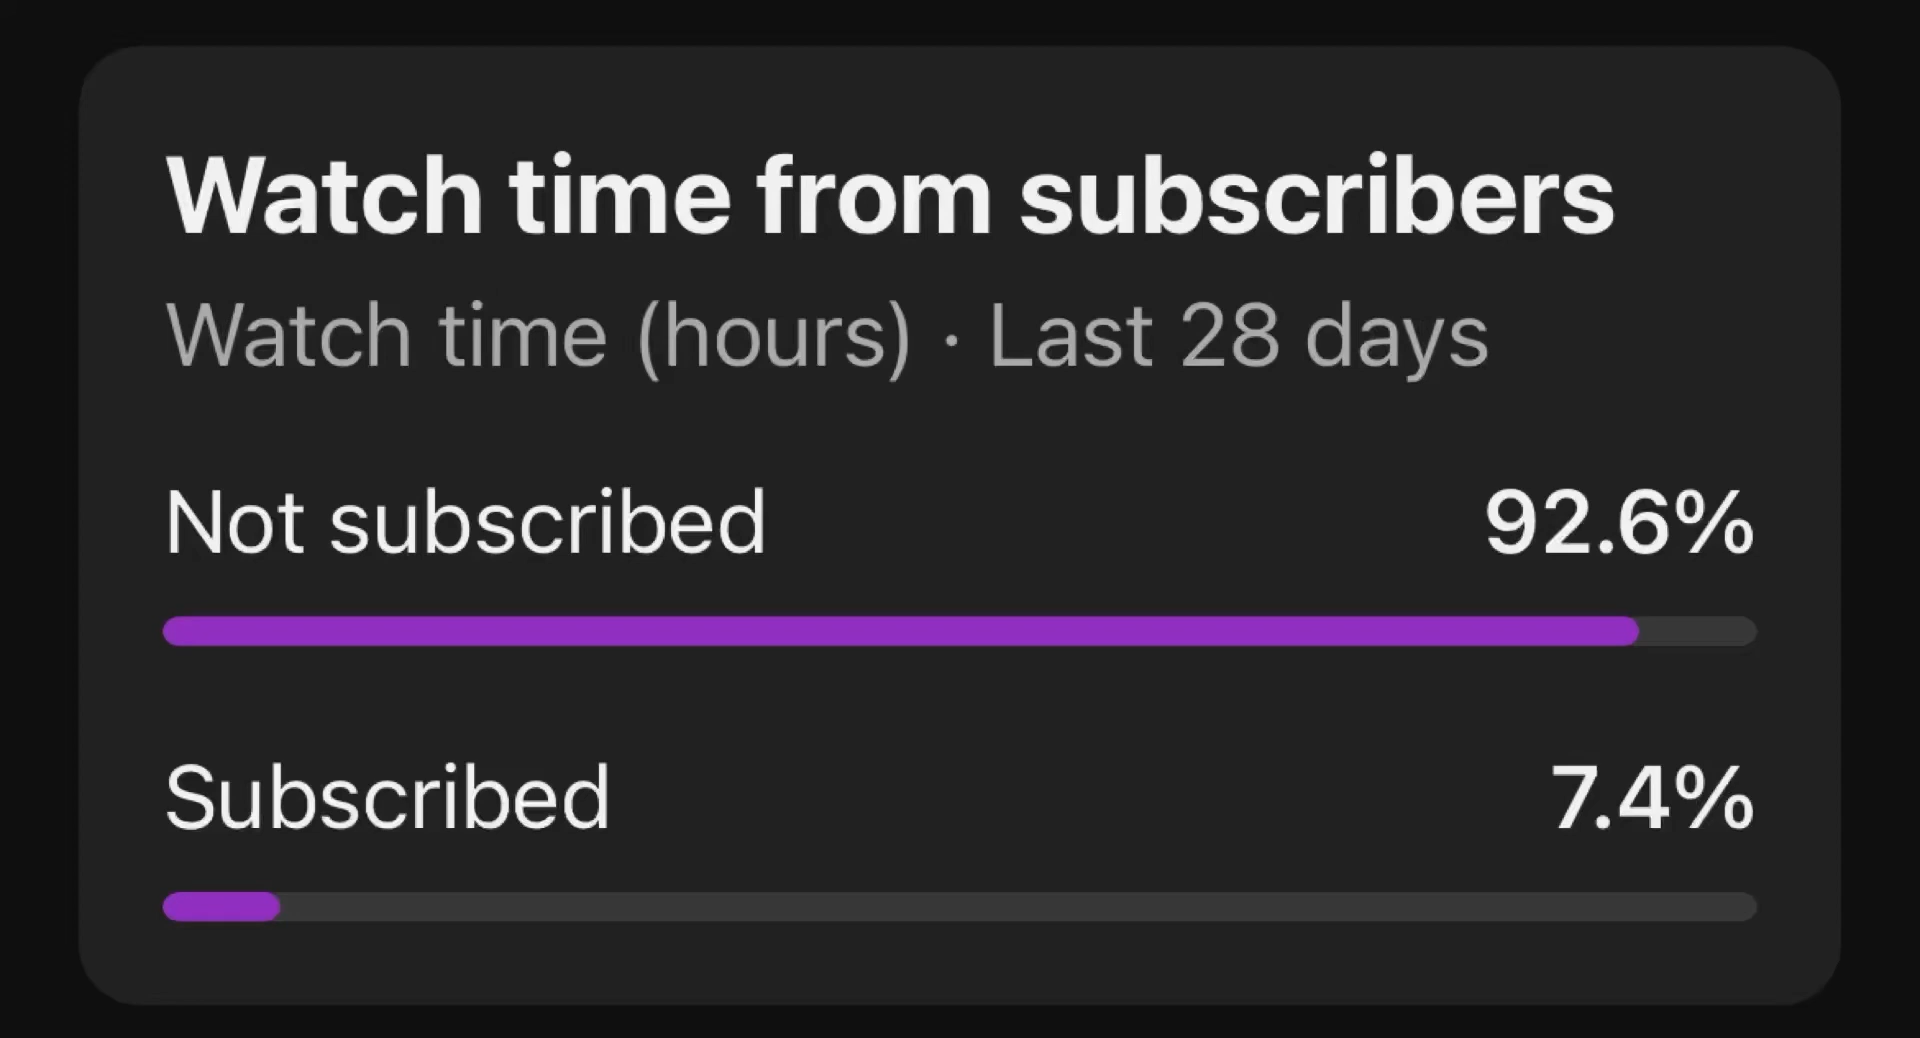 Watch time from subscribers
Watch time (hours) · Last 28 days
Not subscribed 92.6%
Subscribed 7.4%